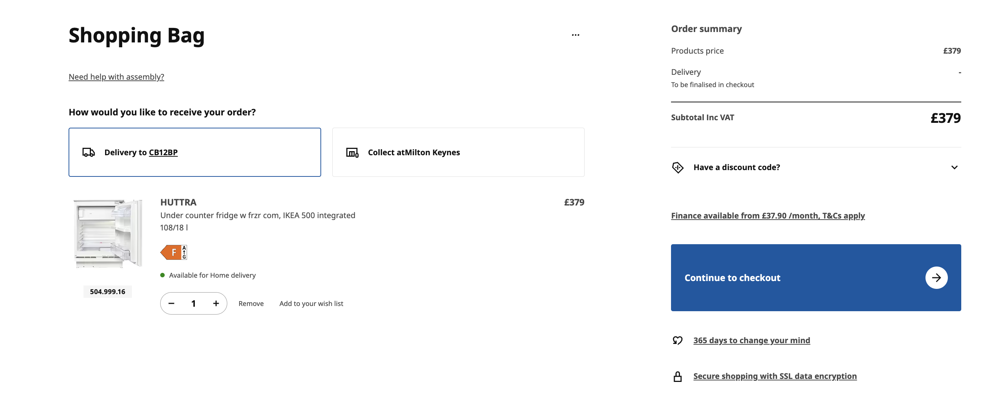 Shopping Bag
...
Need help with assembly?
How would you like to receive your order?
Delivery to CB12BP
Collect atMilton Keynes
HUTTRA
£379
Under counter fridge w frzr com, IKEA 500 integrated
108/18 l
F
A
G
Available for Home delivery
504.999.16
1
Remove
Add to your wish list
Order summary
Products price
£379
Delivery
-
To be finalised in checkout
Subtotal Inc VAT
£379
Have a discount code?
Finance available from £37.90 /month, T&Cs apply
Continue to checkout
365 days to change your mind
Secure shopping with SSL data encryption